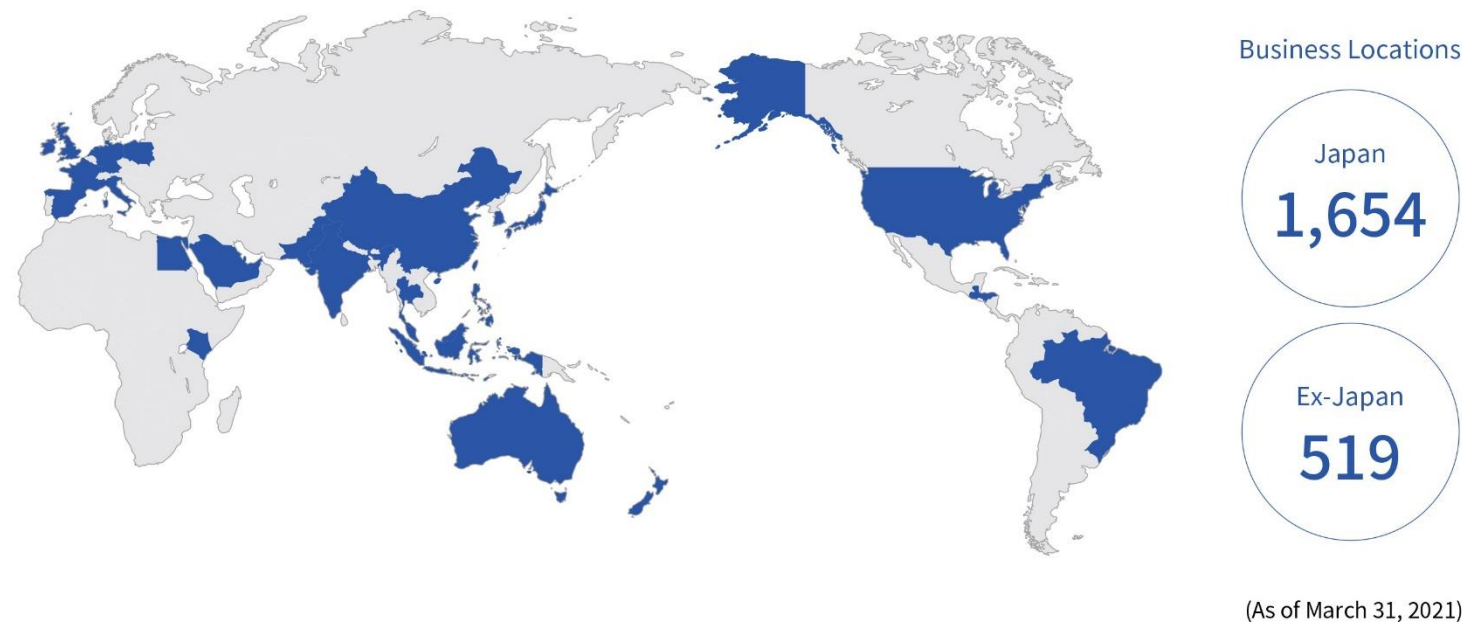 Business Locations
Japan
1,654
Ex-Japan
519
(As of March 31, 2021)